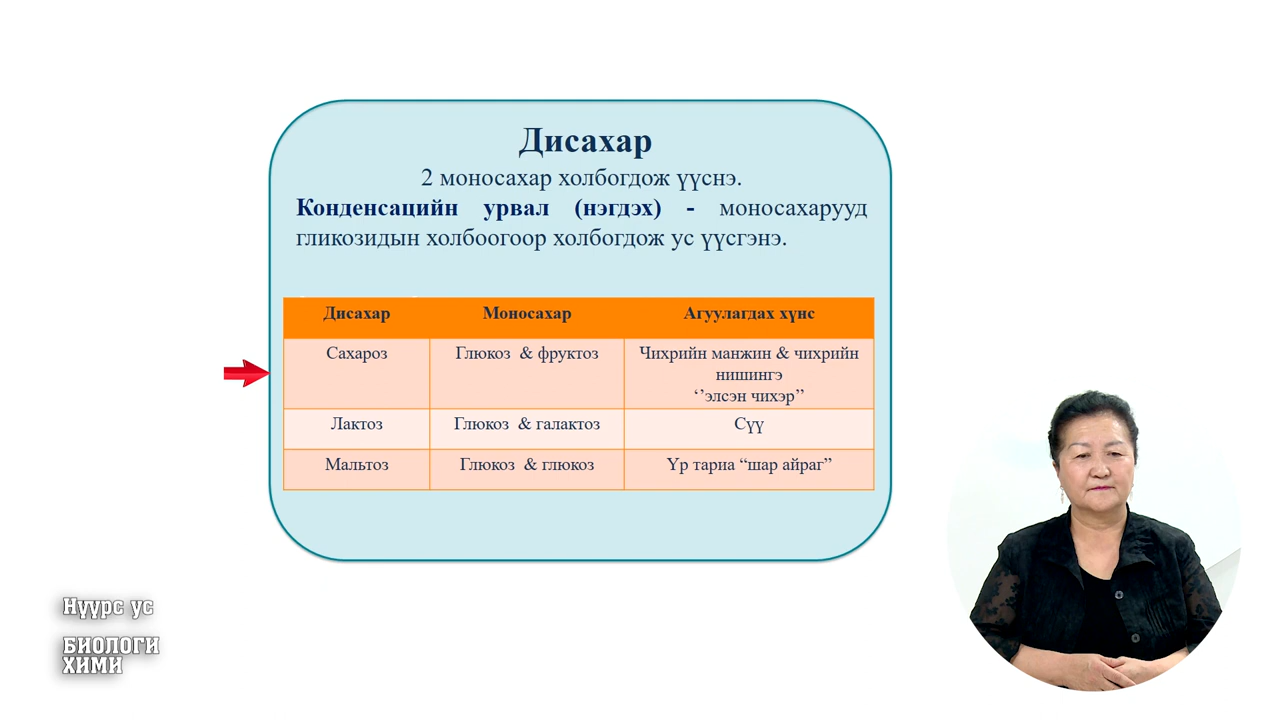 Дисахар
2 моносахар холбогдож үүснэ.
Конденсацийн урвал (нэгдэх) - моносахарууд
гликозидын холбоогоор холбогдож ус үүсгэнэ.
Дисахар Моносахар Агуулагдах хүнс
Сахароз Глюкоз & фруктоз Чихрийн манжин & чихрийн
нишингэ
‘’элсэн чихэр’’
Лактоз Глюкоз & галактоз Сүү
Мальтоз Глюкоз & глюкоз Үр тариа “шар айраг”
Нүүрс ус
БИОЛОГИ
ХИМИ